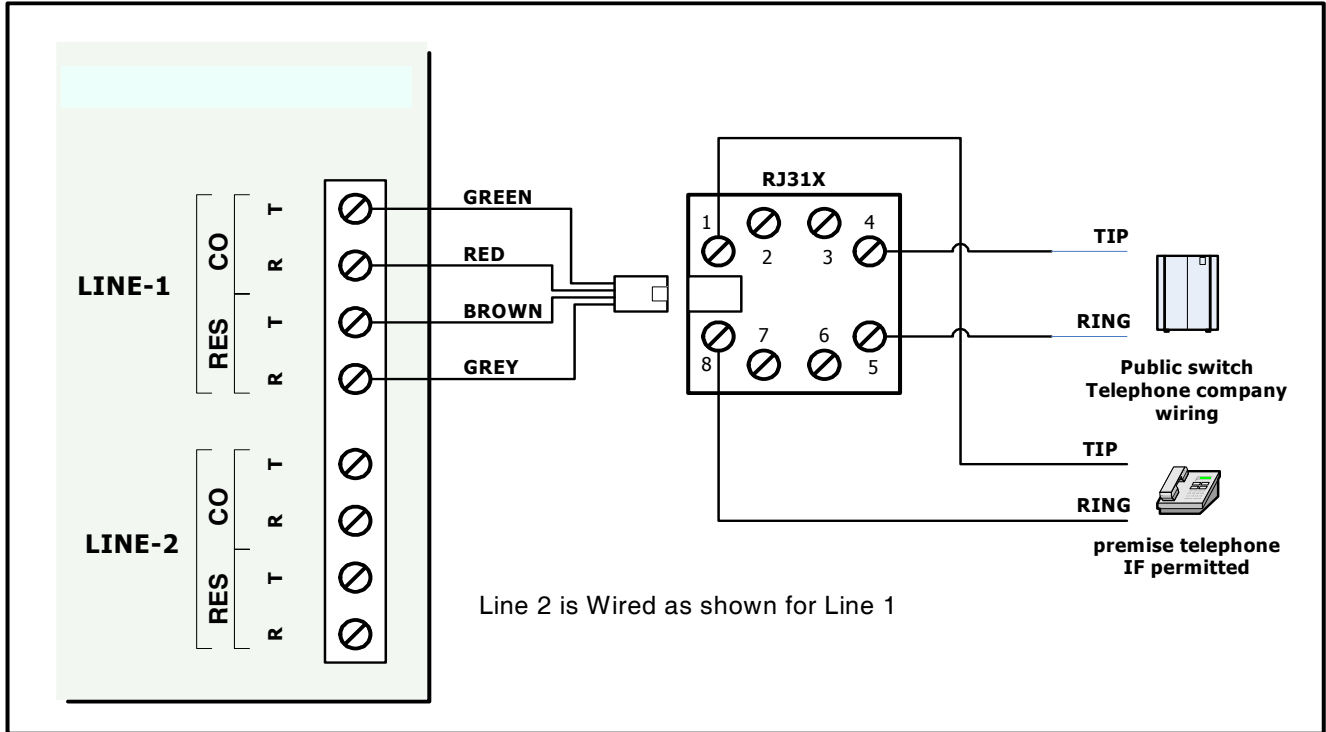 LINE-1
CO
T
R
RES
T
R
GREEN
RED
BROWN
GREY
LINE-2
CO
T
R
RES
T
R
Line 2 is Wired as shown for Line 1
RJ31X
1
2
3
4
8
7
6
5
TIP
RING
Public switch
Telephone company
wiring
TIP
RING
premise telephone
IF permitted